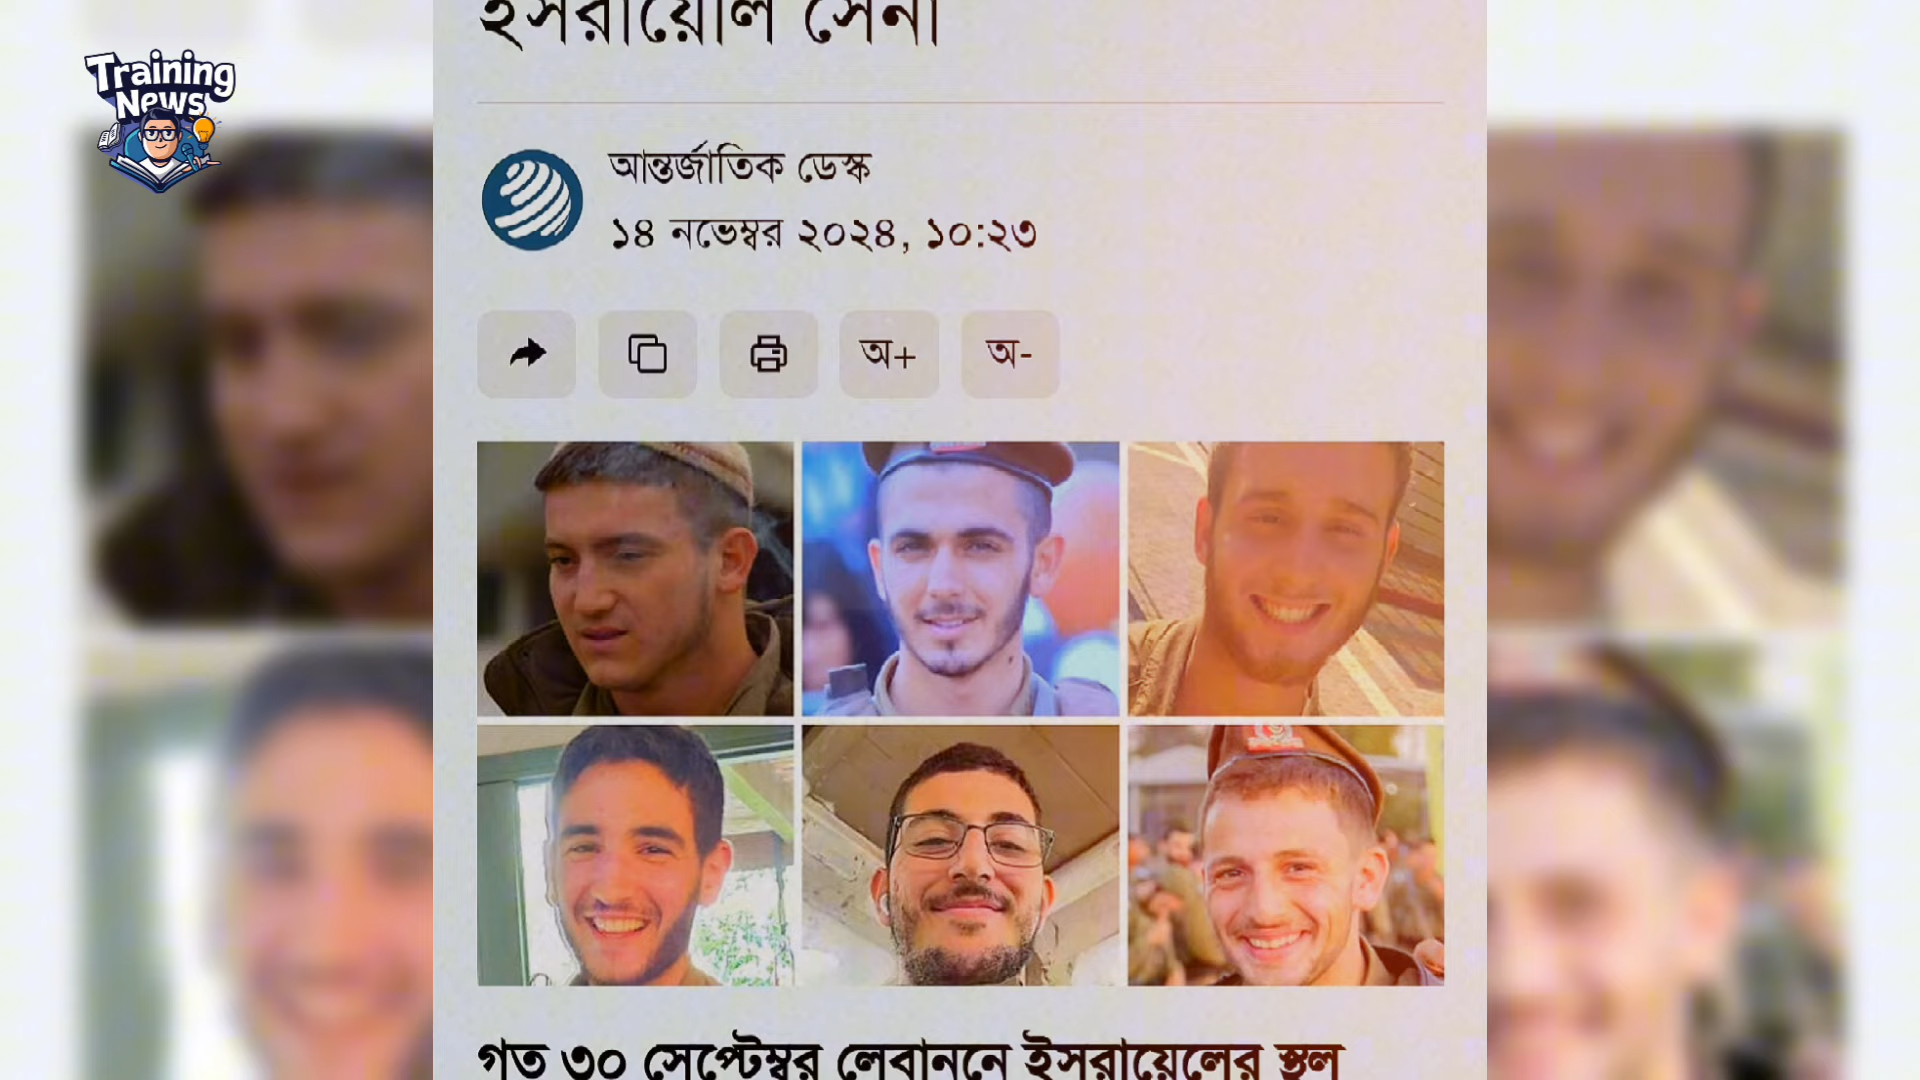 ইসরায়েলি সেনা
Training
News
আন্তর্জাতিক ডেস্ক
১৪ নভেম্বর ২০২৪, ১০:২৩
অ+ অ-
গত ৩০ সেপ্টেম্বর লেবাননে ইসরায়েলের স্থল